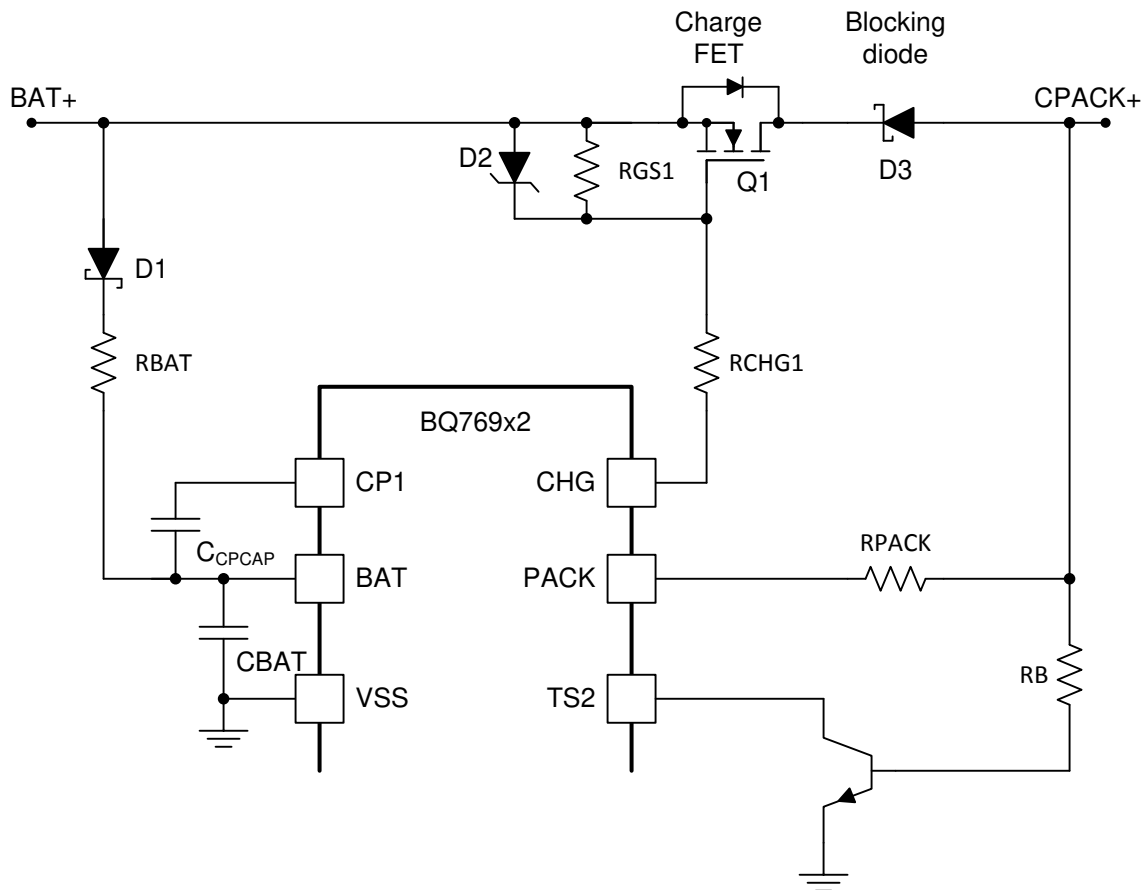 Charge
FET
Blocking
diode
BAT+
CPACK+
D2
RGS1
Q1
D3
D1
RBAT
RCHG1
BQ769x2
CP1
CHG
CCPCAP
RPACK
BAT
PACK
CBAT
RB
VSS
TS2